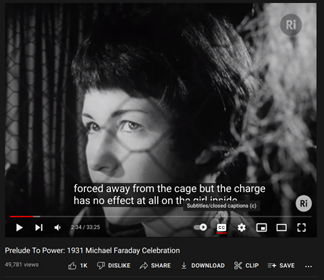 Ri
forced away from the cage but the charge
has no effect at all on the girl inside
Subtitles/closed captions (c)
Ri
CC
2:34 / 33:25
Prelude To Power: 1931 Michael Faraday Celebration
49,781 views
1K
DISLIKE
SHARE
DOWNLOAD
CLIP
SAVE